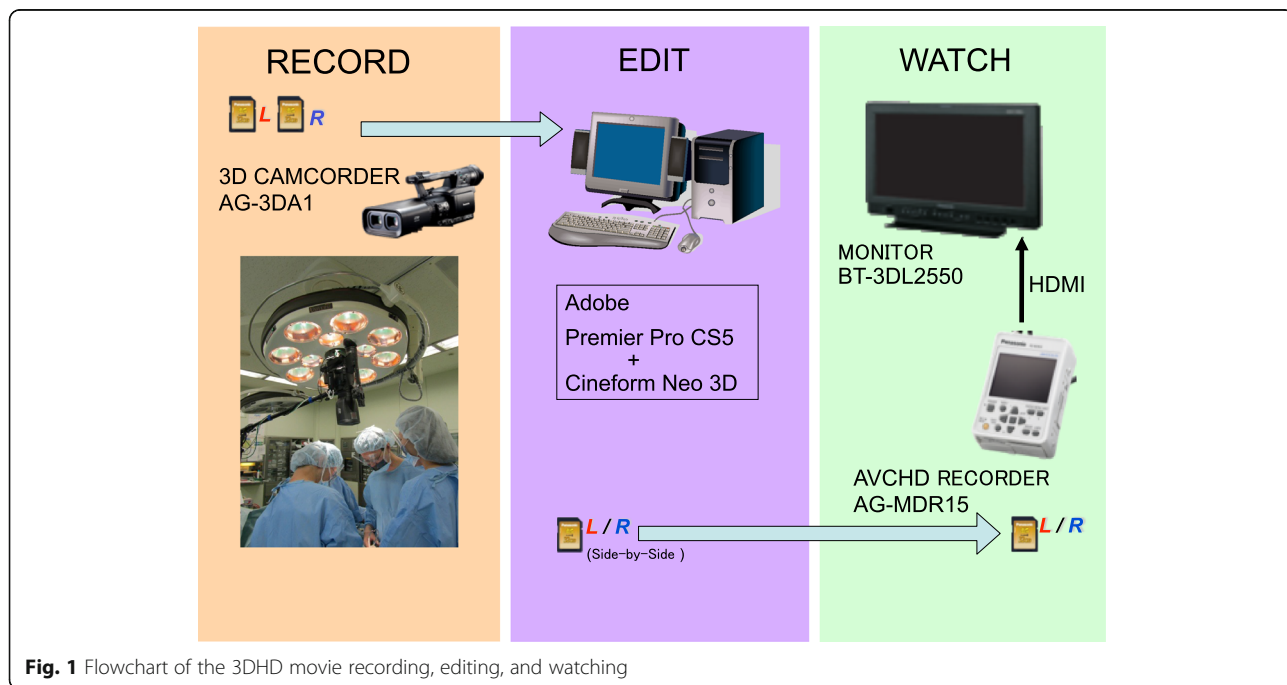 RECORD
L R
3D CAMCORDER
AG-3DA1
EDIT
Adobe
Premier Pro CS5
+
Cineform Neo 3D
L / R
(Side-by-Side )
WATCH
MONITOR
BT-3DL2550
HDMI
Panasonic
AVCHD RECORDER
AG-MDR15
L / R
Fig. 1 Flowchart of the 3DHD movie recording, editing, and watching